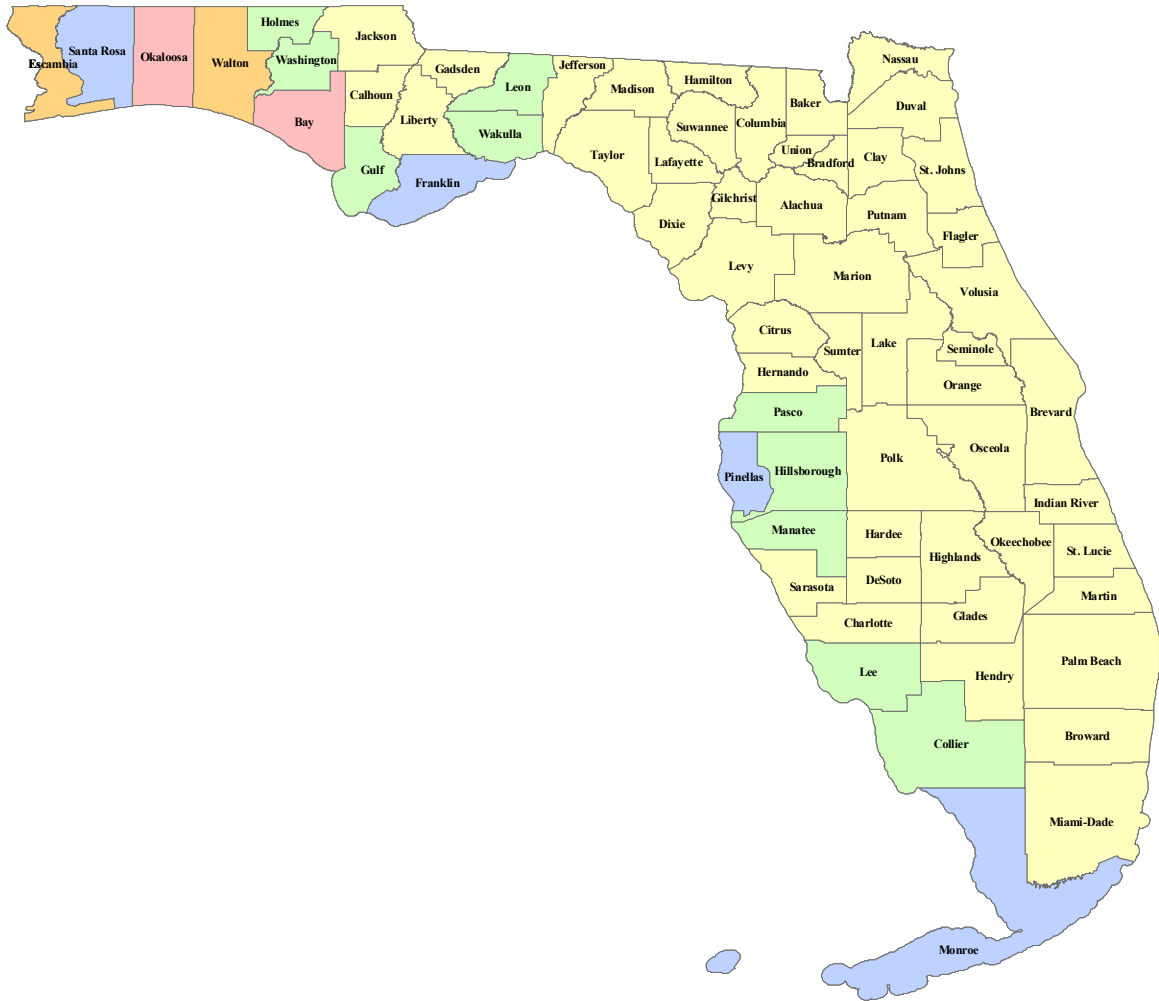 Holmes
Jackson
Santa Rosa
Okaloosa
Escambia
Walton
Washington
Gadsden
Jefferson
Nassau
Leon
Madison
Hamilton
Calhoun
Baker
Duval
Bay
Liberty
Wakulla
Suwannee
Columbia
Taylor
Lafayette
Union
Bradford
Clay
St. Johns
Gulf
Franklin
Gilchrist
Alachua
Putnam
Dixie
Flagler
Levy
Marion
Volusia
Citrus
Sumter
Lake
Seminole
Hernando
Orange
Pasco
Brevard
Osceola
Polk
Pinellas
Hillsborough
Indian River
Manatee
Hardee
Okeechobee
Highlands
St. Lucie
Sarasota
DeSoto
Martin
Charlotte
Glades
Palm Beach
Lee
Hendry
Collier
Broward
Miami-Dade
Monroe